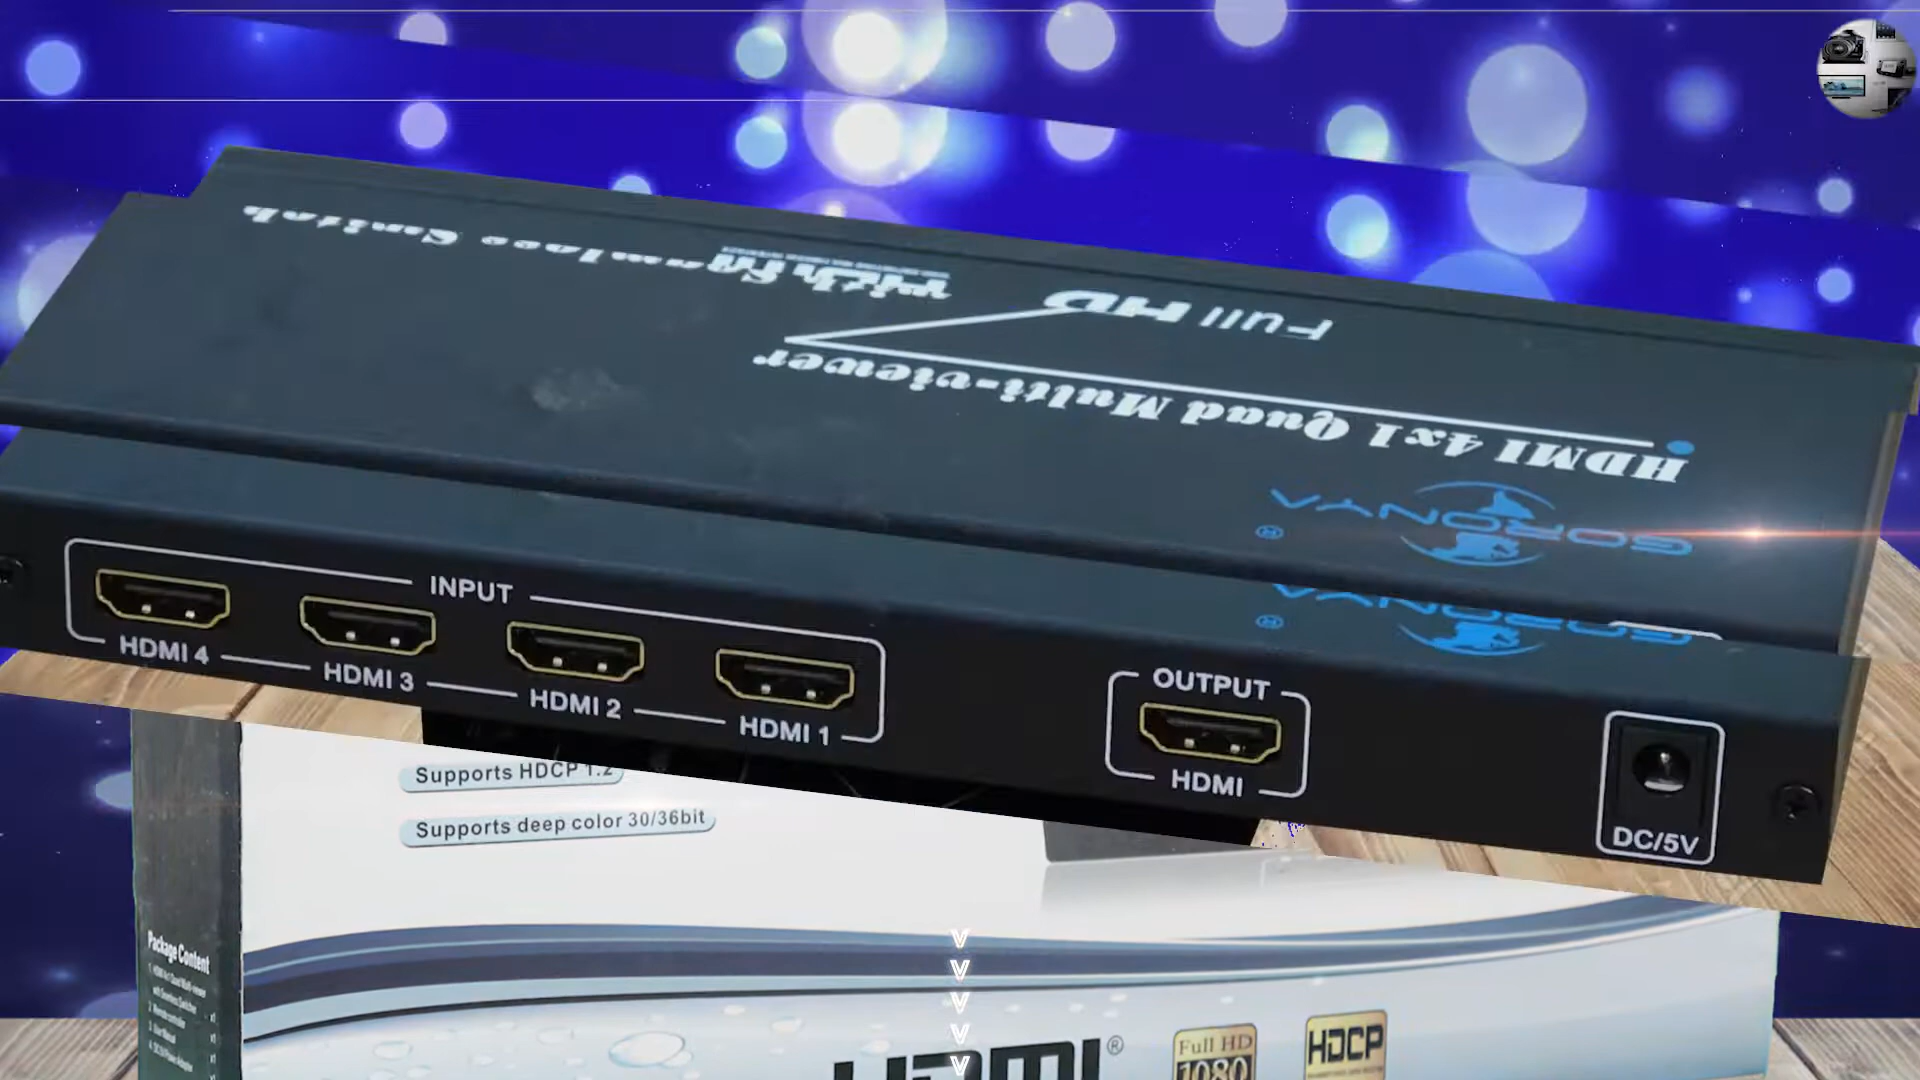 with Seamless Switch
Full HD
HDMI 4x1 Quad Multi-viewer
GORONYA
®
®
INPUT
HDMI 4
HDMI 3
HDMI 2
HDMI 1
OUTPUT
HDMI
DC/5V
Supports HDCP 1.2
Supports deep color 30/36bit
Package Content
HDMI®
Full HD
1080
HDCP